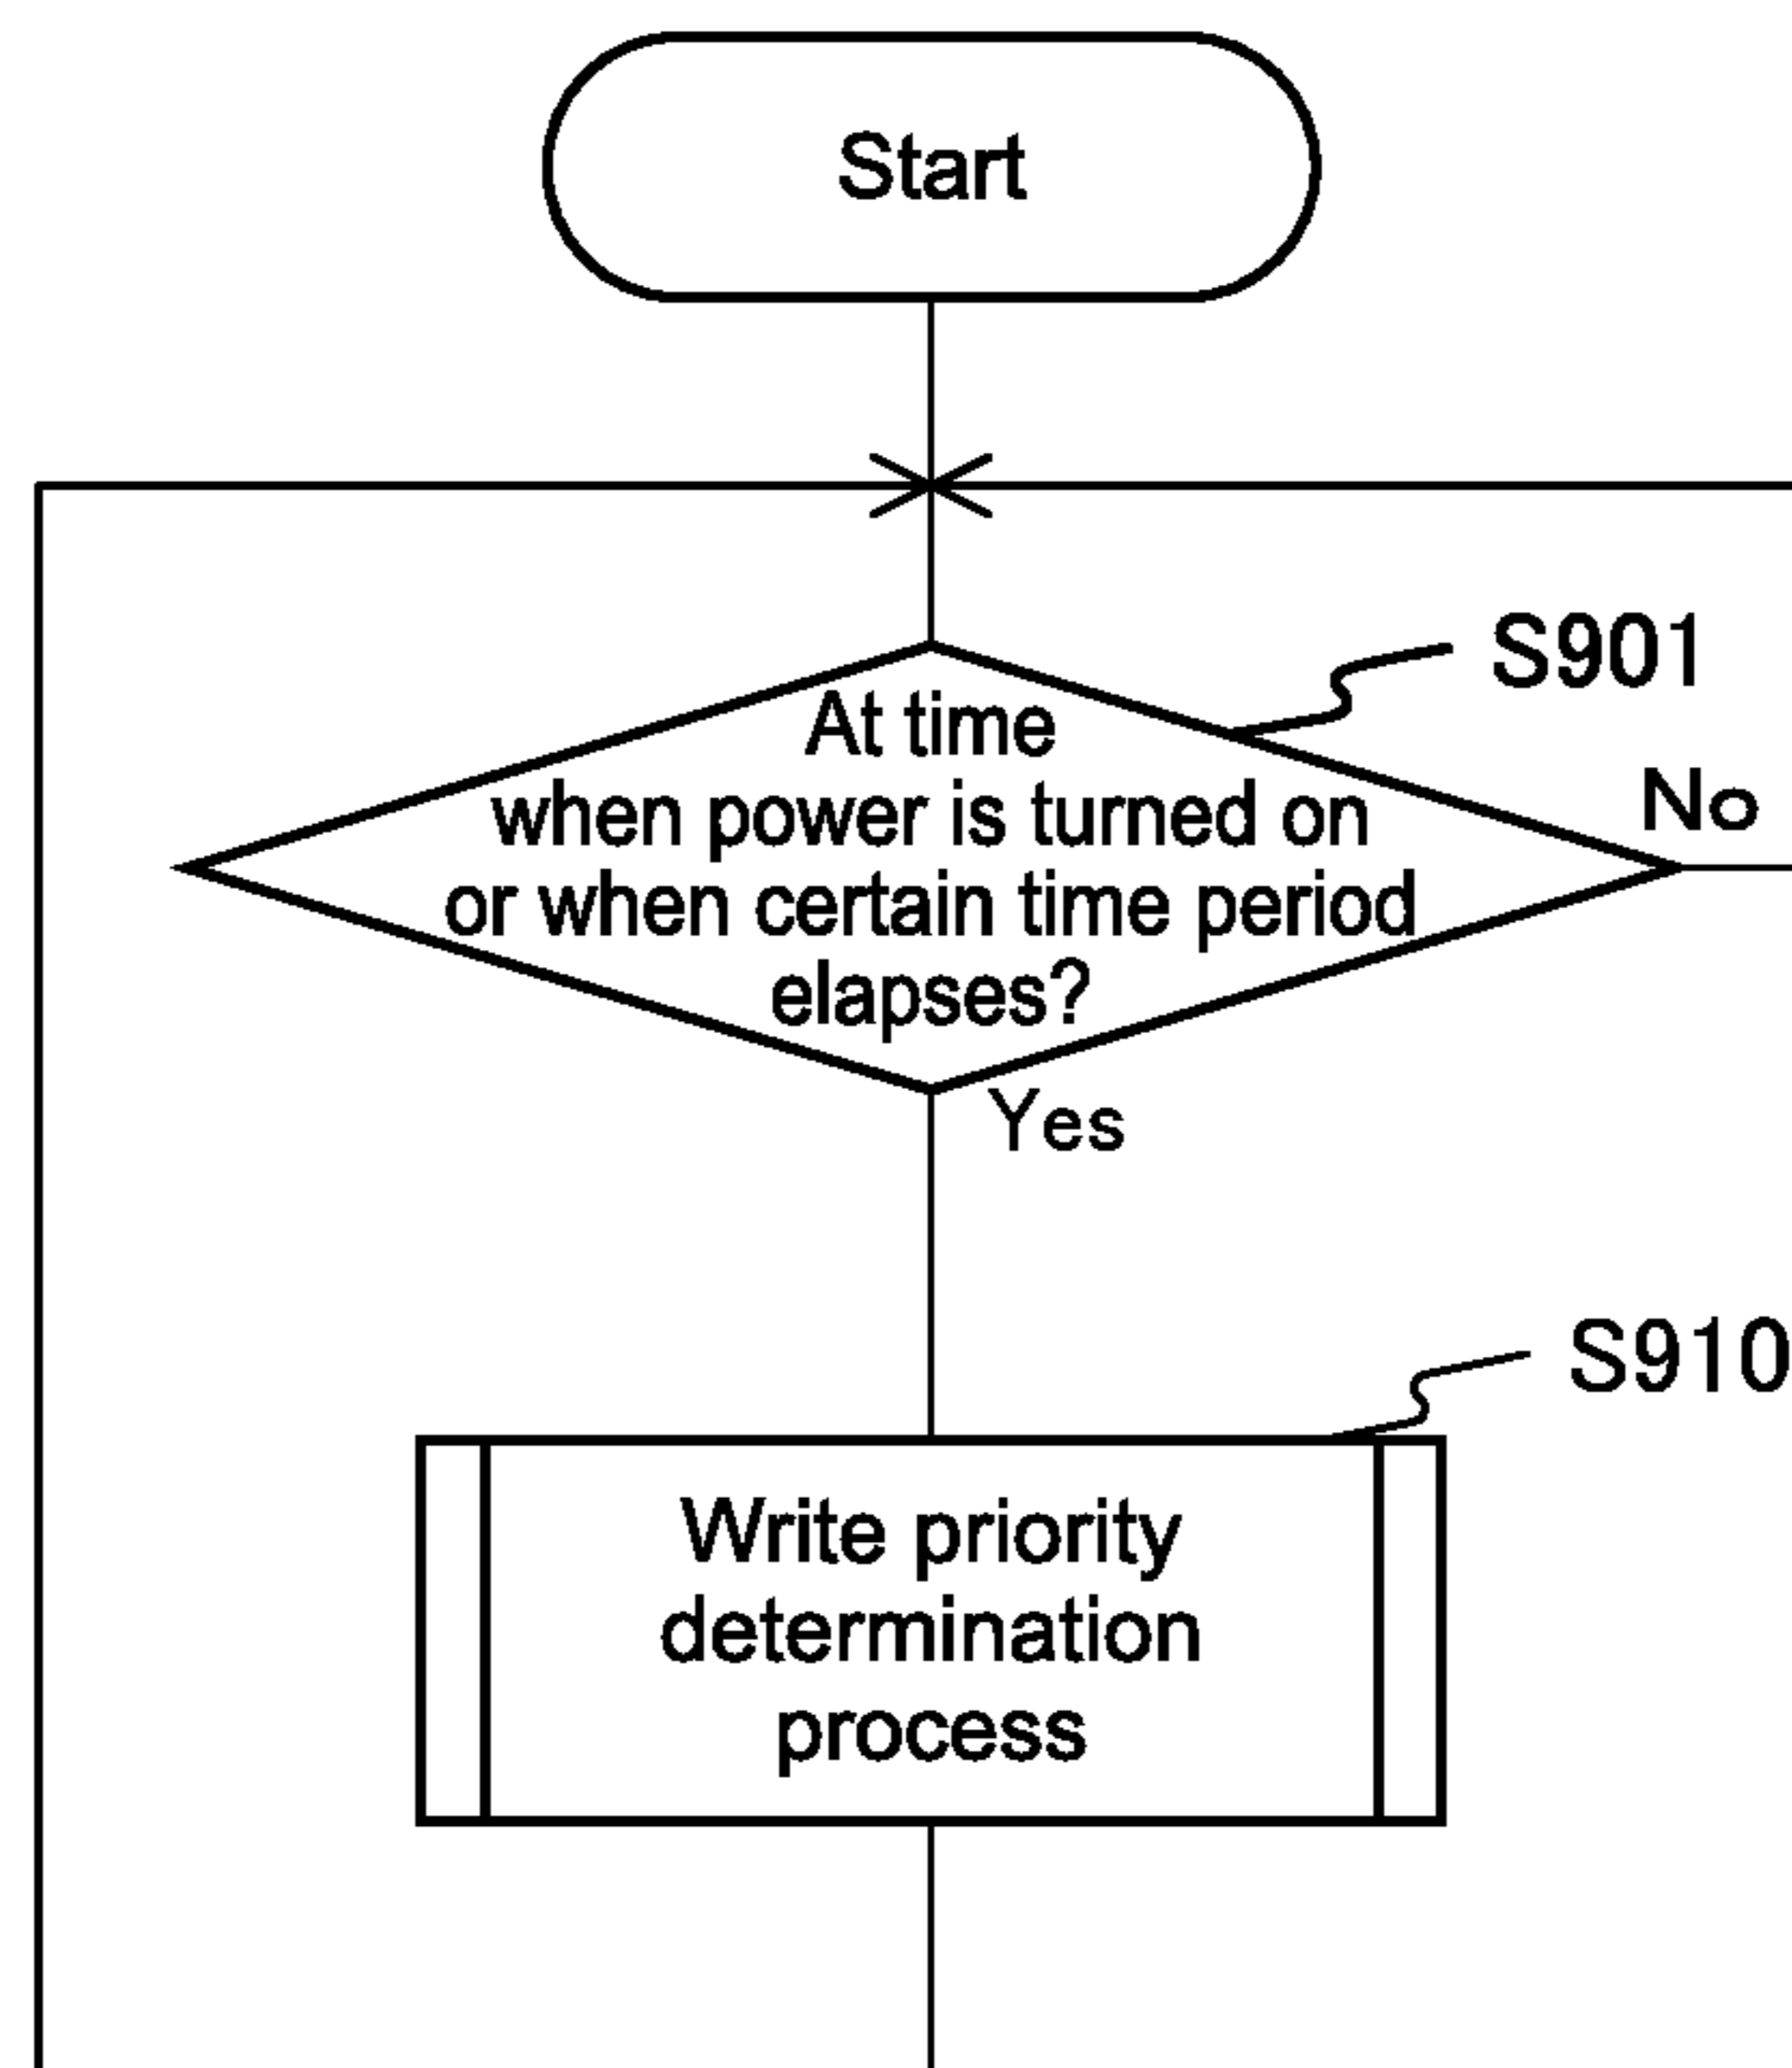 Start
S901
At time
when power is turned on
or when certain time period
elapses?
No
Yes
S910
Write priority
determination
process